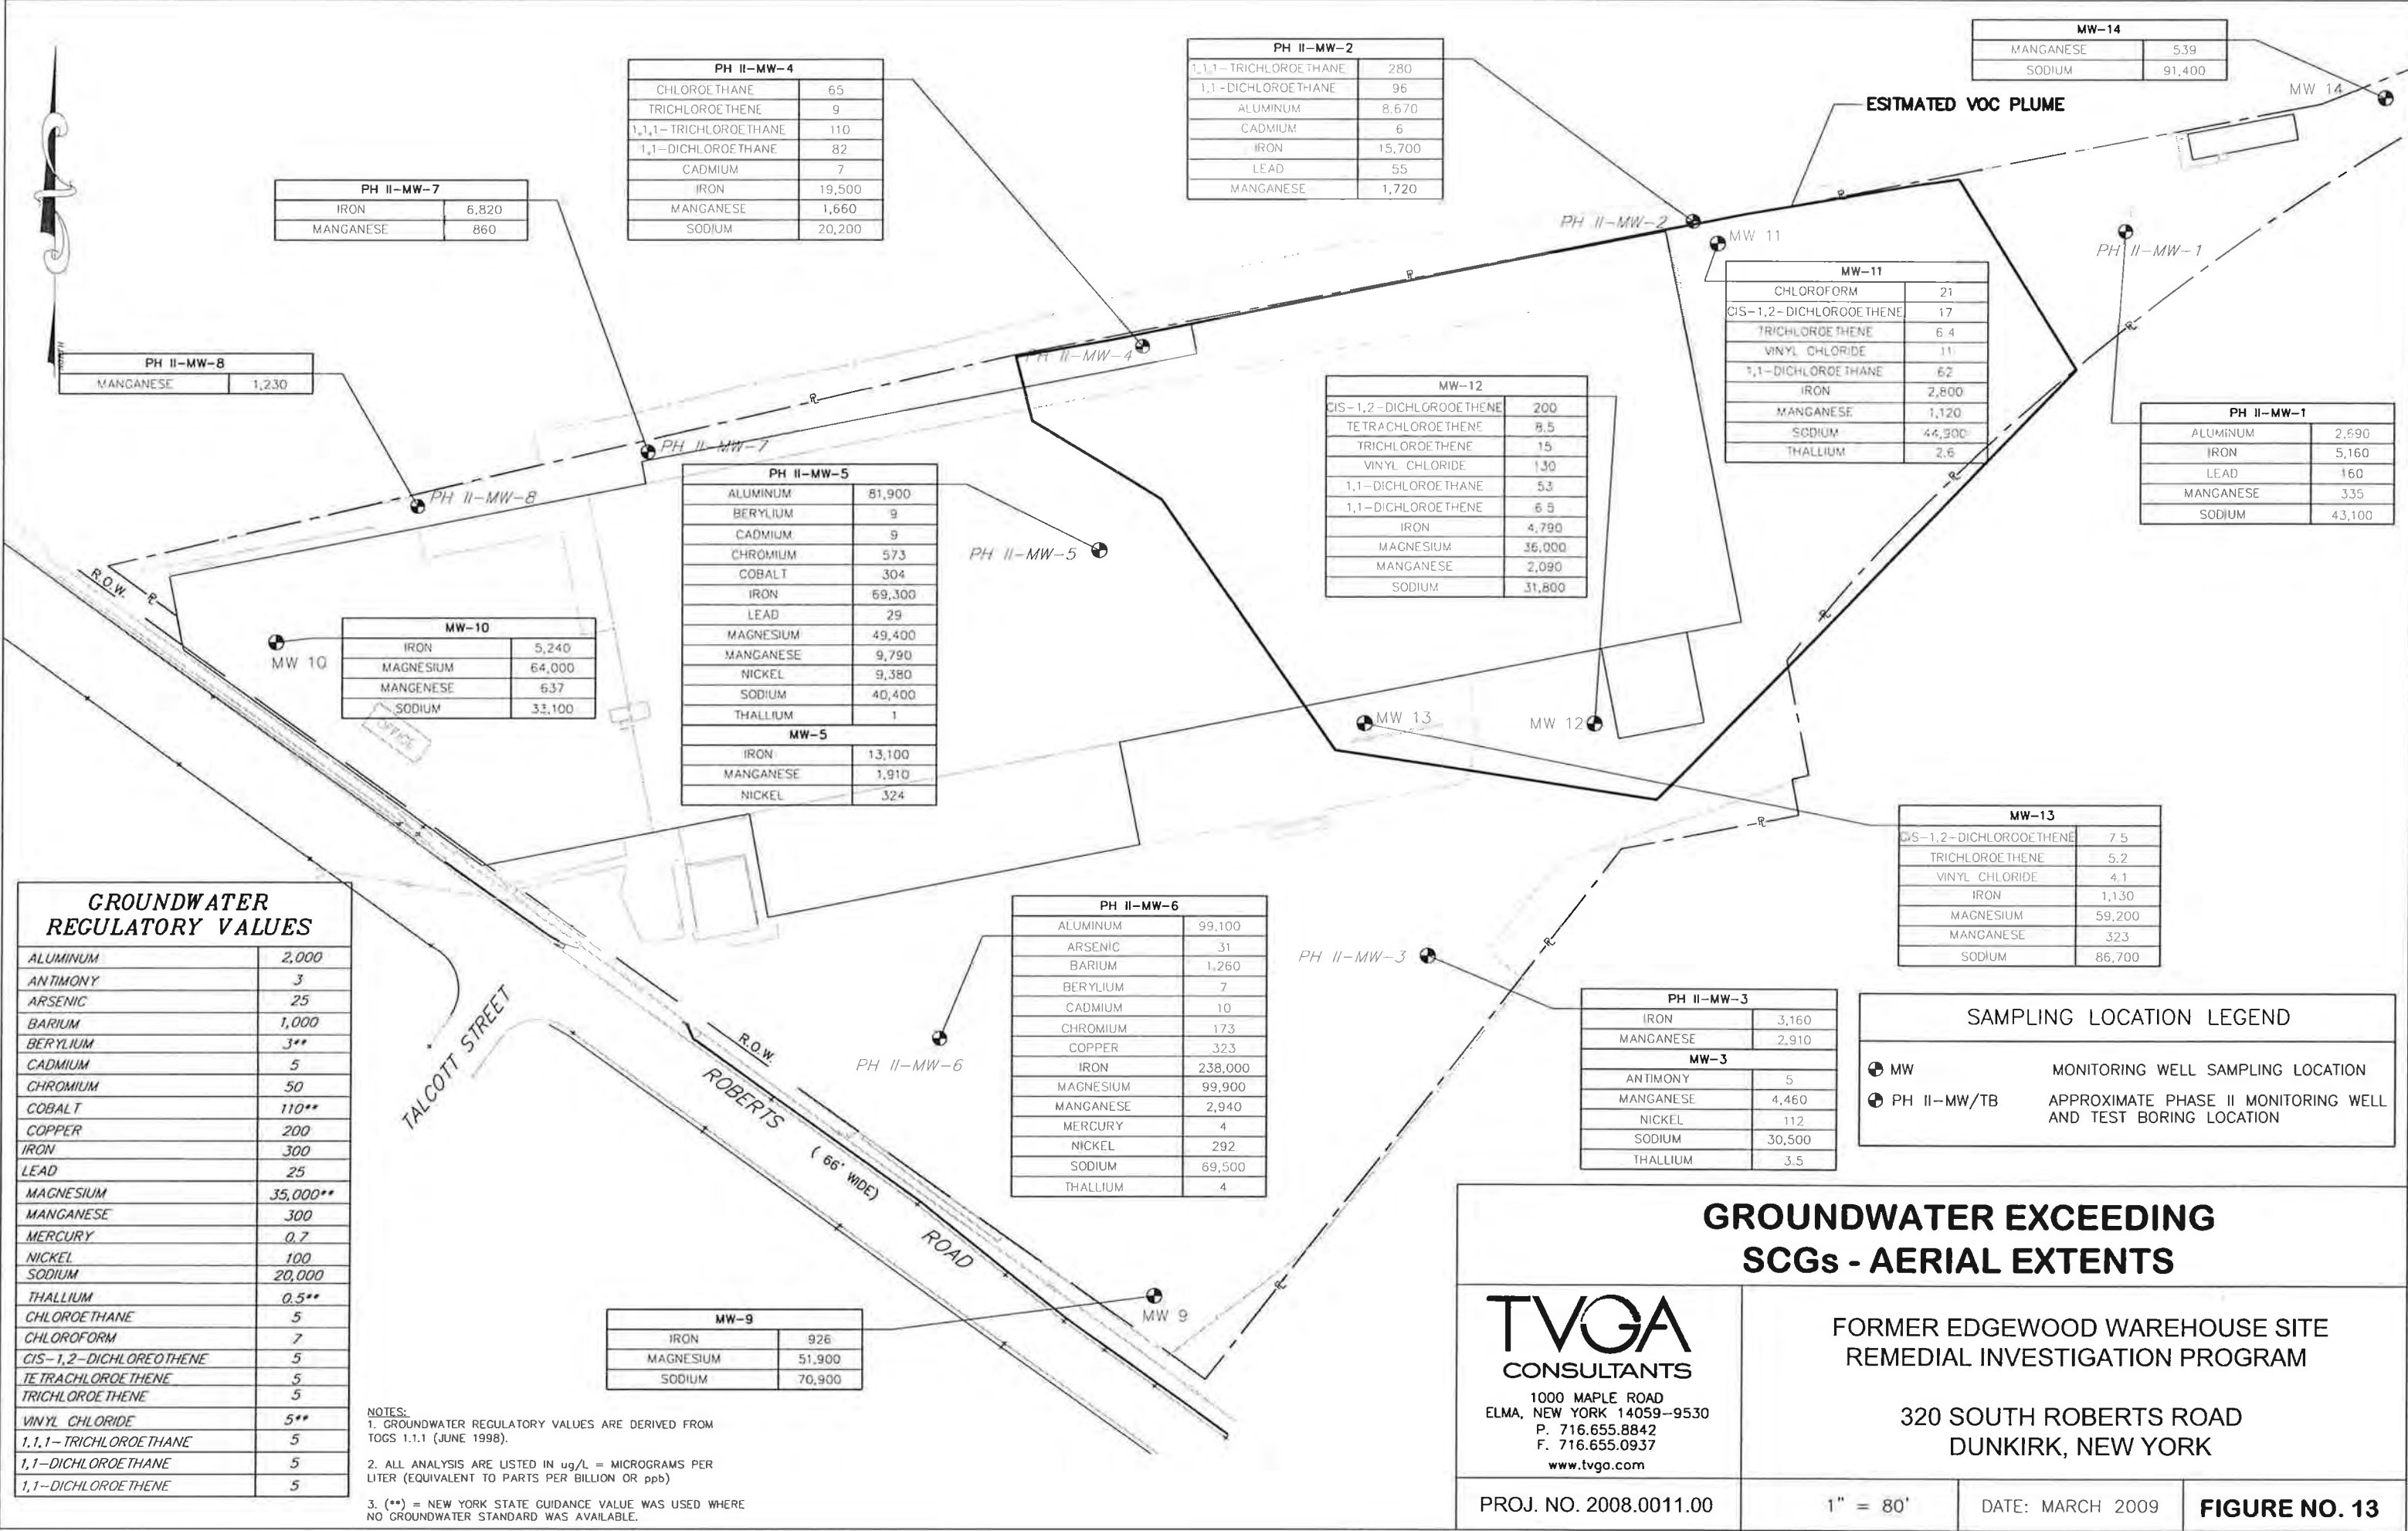 PH II-MW-4
CHLOROETHANE 65
TRICHLOROETHENE 9
1,1,1-TRICHLOROETHANE 110
1,1-DICHLOROETHANE 82
CADMIUM 7
IRON 19,500
MANGANESE 1,660
SODIUM 20,200
PH II-MW-2
1,1,1-TRICHLOROETHANE 280
1,1-DICHLOROETHANE 96
ALUMINUM 8,670
CADMIUM 6
IRON 15,700
LEAD 55
MANGANESE 1,720
MW-14
MANGANESE 539
SODIUM 91,400
MW 14
ESITMATED VOC PLUME
PH II-MW-7
IRON 6,820
MANGANESE 860
PH II-MW-2
MW 11
PH II-MW-1
MW-11
CHLOROFORM 21
CIS-1,2-DICHLOROOETHENE 17
TRICHLOROETHENE 6.4
VINYL CHLORIDE 11
1,1-DICHLOROETHANE 62
IRON 2,800
MANGANESE 1,120
SODIUM 44,900
THALLIUM 2.6
NORTH
PH II-MW-8
MANGANESE 1,230
PH II-MW-4
MW-12
CIS-1,2-DICHLOROOETHENE 200
TETRACHLOROETHENE 8.5
TRICHLOROETHENE 15
VINYL CHLORIDE 130
1,1-DICHLOROETHANE 53
1,1-DICHLOROETHENE 6.5
IRON 4,790
MAGNESIUM 36,000
MANGANESE 2,090
SODIUM 31,800
PH II-MW-1
ALUMINUM 2,690
IRON 5,160
LEAD 160
MANGANESE 335
SODIUM 43,100
PH II-MW-7
PH II-MW-8
PH II-MW-5
ALUMINUM 81,900
BERYLIUM 9
CADMIUM 9
CHROMIUM 573
COBALT 304
IRON 69,300
LEAD 29
MAGNESIUM 49,400
MANGANESE 9,790
NICKEL 9,380
SODIUM 40,400
THALLIUM 1
MW-5
IRON 13,100
MANGANESE 1,910
NICKEL 324
PH II-MW-5
R.O.W.
MW 10
MW-10
IRON 5,240
MAGNESIUM 64,000
MANGENESE 637
SODIUM 33,100
OFFICE
MW 13
MW 12
MW-13
CIS-1,2-DICHLOROOETHENE 7.5
TRICHLOROETHENE 5.2
VINYL CHLORIDE 4.1
IRON 1,130
MAGNESIUM 59,200
MANGANESE 323
SODIUM 86,700
GROUNDWATER
REGULATORY VALUES
ALUMINUM 2,000
ANTIMONY 3
ARSENIC 25
BARIUM 1,000
BERYLIUM 3**
CADMIUM 5
CHROMIUM 50
COBALT 110**
COPPER 200
IRON 300
LEAD 25
MAGNESIUM 35,000**
MANGANESE 300
MERCURY 0.7
NICKEL 100
SODIUM 20,000
THALLIUM 0.5**
CHLOROETHANE 5
CHLOROFORM 7
CIS-1,2-DICHLOREOTHENE 5
TETRACHLOROETHENE 5
TRICHLOROETHENE 5
VINYL CHLORIDE 5**
1,1,1-TRICHLOROETHANE 5
1,1-DICHLOROETHANE 5
1,1-DICHLOROETHENE 5
TALCOTT STREET
R.O.W.
ROBERTS
( 66' WIDE)
ROAD
PH II-MW-6
PH II-MW-6
ALUMINUM 99,100
ARSENIC 31
BARIUM 1,260
BERYLIUM 7
CADMIUM 10
CHROMIUM 173
COPPER 323
IRON 238,000
MAGNESIUM 99,900
MANGANESE 2,940
MERCURY 4
NICKEL 292
SODIUM 69,500
THALLIUM 4
PH II-MW-3
PH II-MW-3
IRON 3,160
MANGANESE 2,910
MW-3
ANTIMONY 5
MANGANESE 4,460
NICKEL 112
SODIUM 30,500
THALLIUM 3.5
SAMPLING LOCATION LEGEND
MW MONITORING WELL SAMPLING LOCATION
PH II-MW/TB APPROXIMATE PHASE II MONITORING WELL
AND TEST BORING LOCATION
MW-9
IRON 926
MAGNESIUM 51,900
SODIUM 70,900
MW 9
NOTES:
1. GROUNDWATER REGULATORY VALUES ARE DERIVED FROM
TOGS 1.1.1 (JUNE 1998).
2. ALL ANALYSIS ARE LISTED IN ug/L = MICROGRAMS PER
LITER (EQUIVALENT TO PARTS PER BILLION OR ppb)
3. (**) = NEW YORK STATE GUIDANCE VALUE WAS USED WHERE
NO GROUNDWATER STANDARD WAS AVAILABLE.
GROUNDWATER EXCEEDING
SCGs - AERIAL EXTENTS
TVGA
CONSULTANTS
1000 MAPLE ROAD
ELMA, NEW YORK 14059-9530
P. 716.655.8842
F. 716.655.0937
www.tvga.com
FORMER EDGEWOOD WAREHOUSE SITE
REMEDIAL INVESTIGATION PROGRAM
320 SOUTH ROBERTS ROAD
DUNKIRK, NEW YORK
PROJ. NO. 2008.0011.00
1" = 80'
DATE: MARCH 2009
FIGURE NO. 13